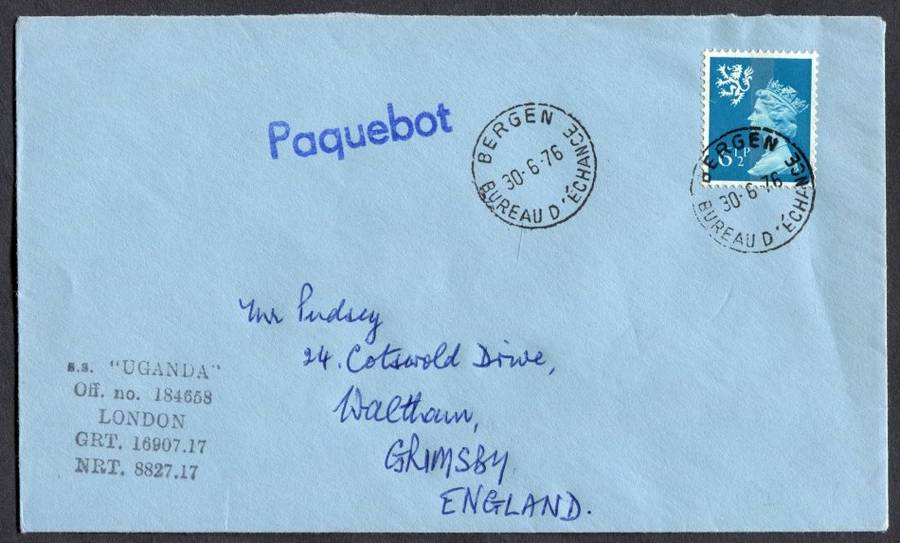 Paquebot
BERGEN
30-6-76
BUREAU D'ÉCHANGE
6½P
BERGEN
30-6-76
BUREAU D'ÉCHANGE
Mr Pudsey
24. Cotswold Drive,
Waltham,
GRIMSBY
ENGLAND.
s.s. "UGANDA"
Off. no. 184658
LONDON
GRT. 16907.17
NRT. 8827.17